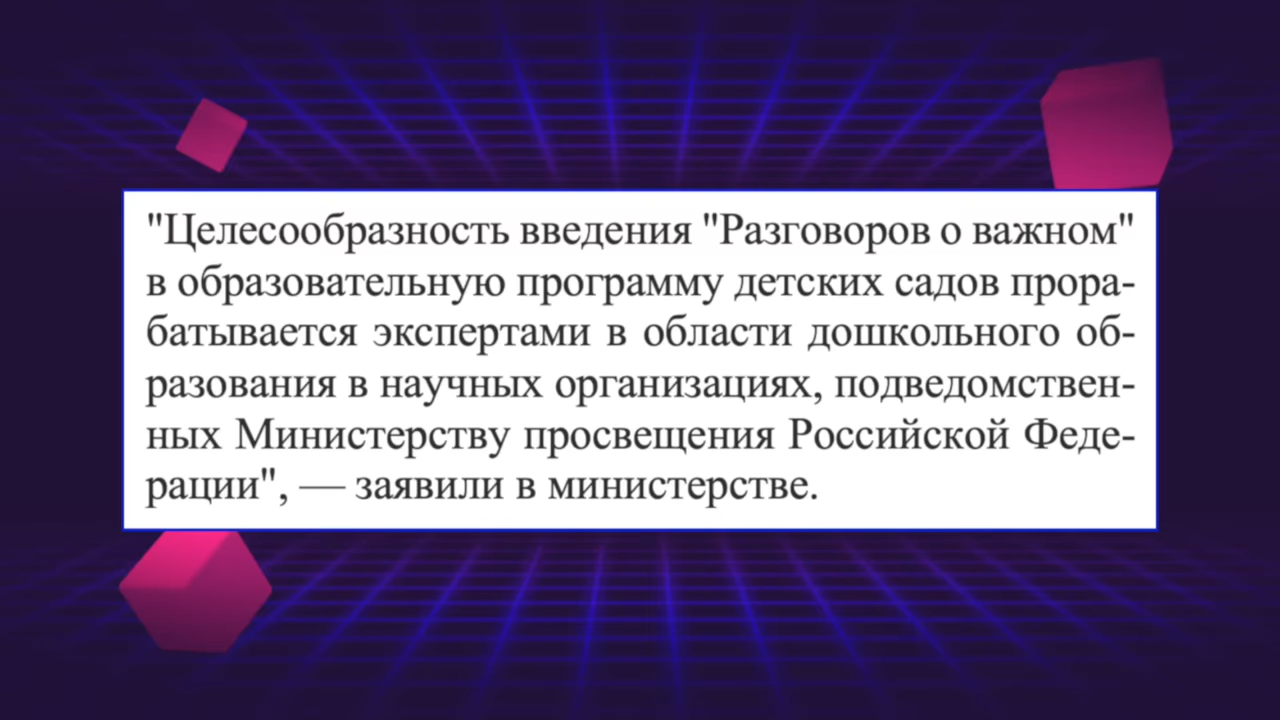 "Целесообразность введения "Разговоров о важном"
в образовательную программу детских садов прора-
батывается экспертами в области дошкольного об-
разования в научных организациях, подведомствен-
ных Министерству просвещения Российской Феде-
рации", — заявили в министерстве.